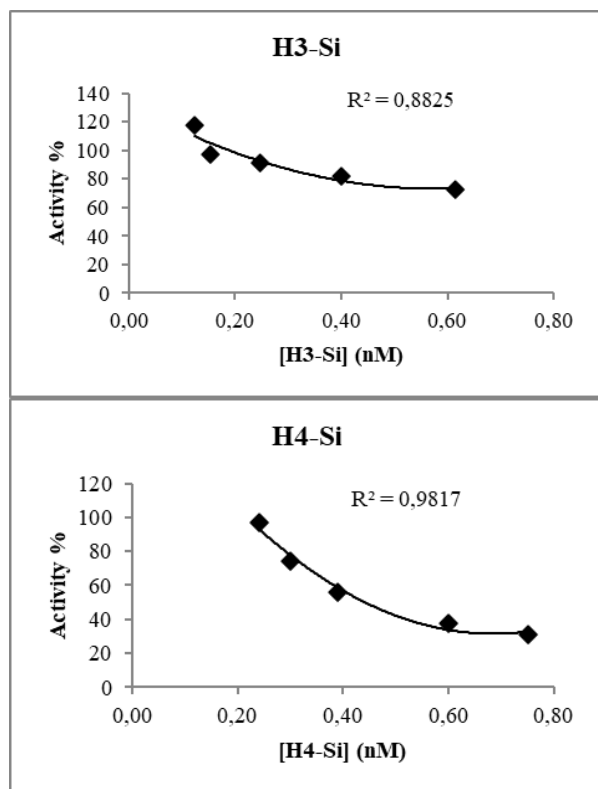 H3-Si
R² = 0,8825
140
120
100
80
60
40
20
0
Activity %
0,00 0,20 0,40 0,60 0,80
[H3-Si] (nM)
H4-Si
R² = 0,9817
120
100
80
60
40
20
0
Activity %
0,00 0,20 0,40 0,60 0,80
[H4-Si] (nM)